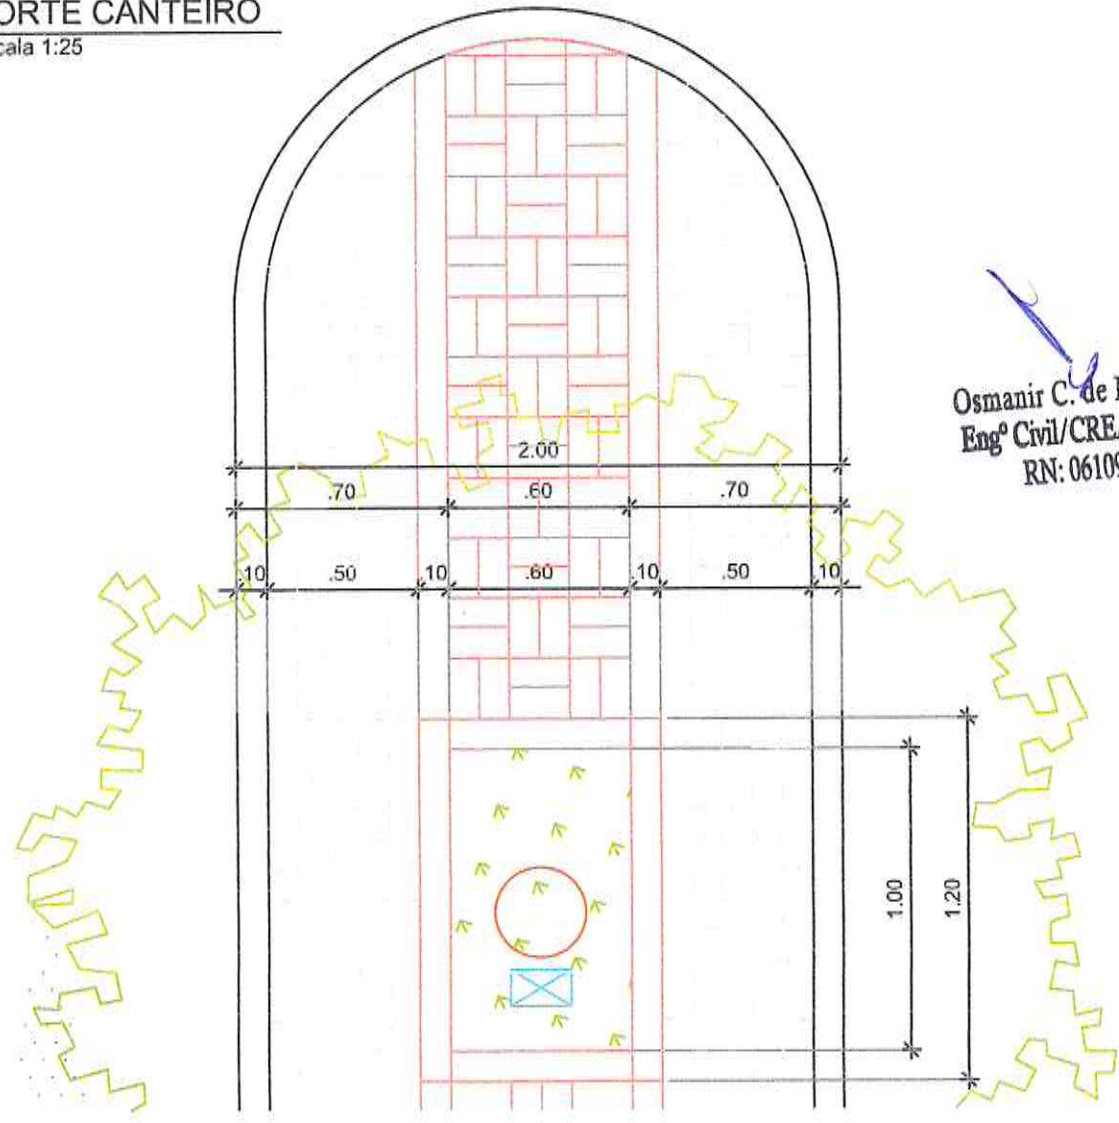 ORTE CANTEIRO
cala 1:25
Osmanir C. de
Engº Civil/CRE
RN: 06109
2.00
.70 .60 .70
.10 .50 .10 .60 .10 .50 .10
1.00
1.20